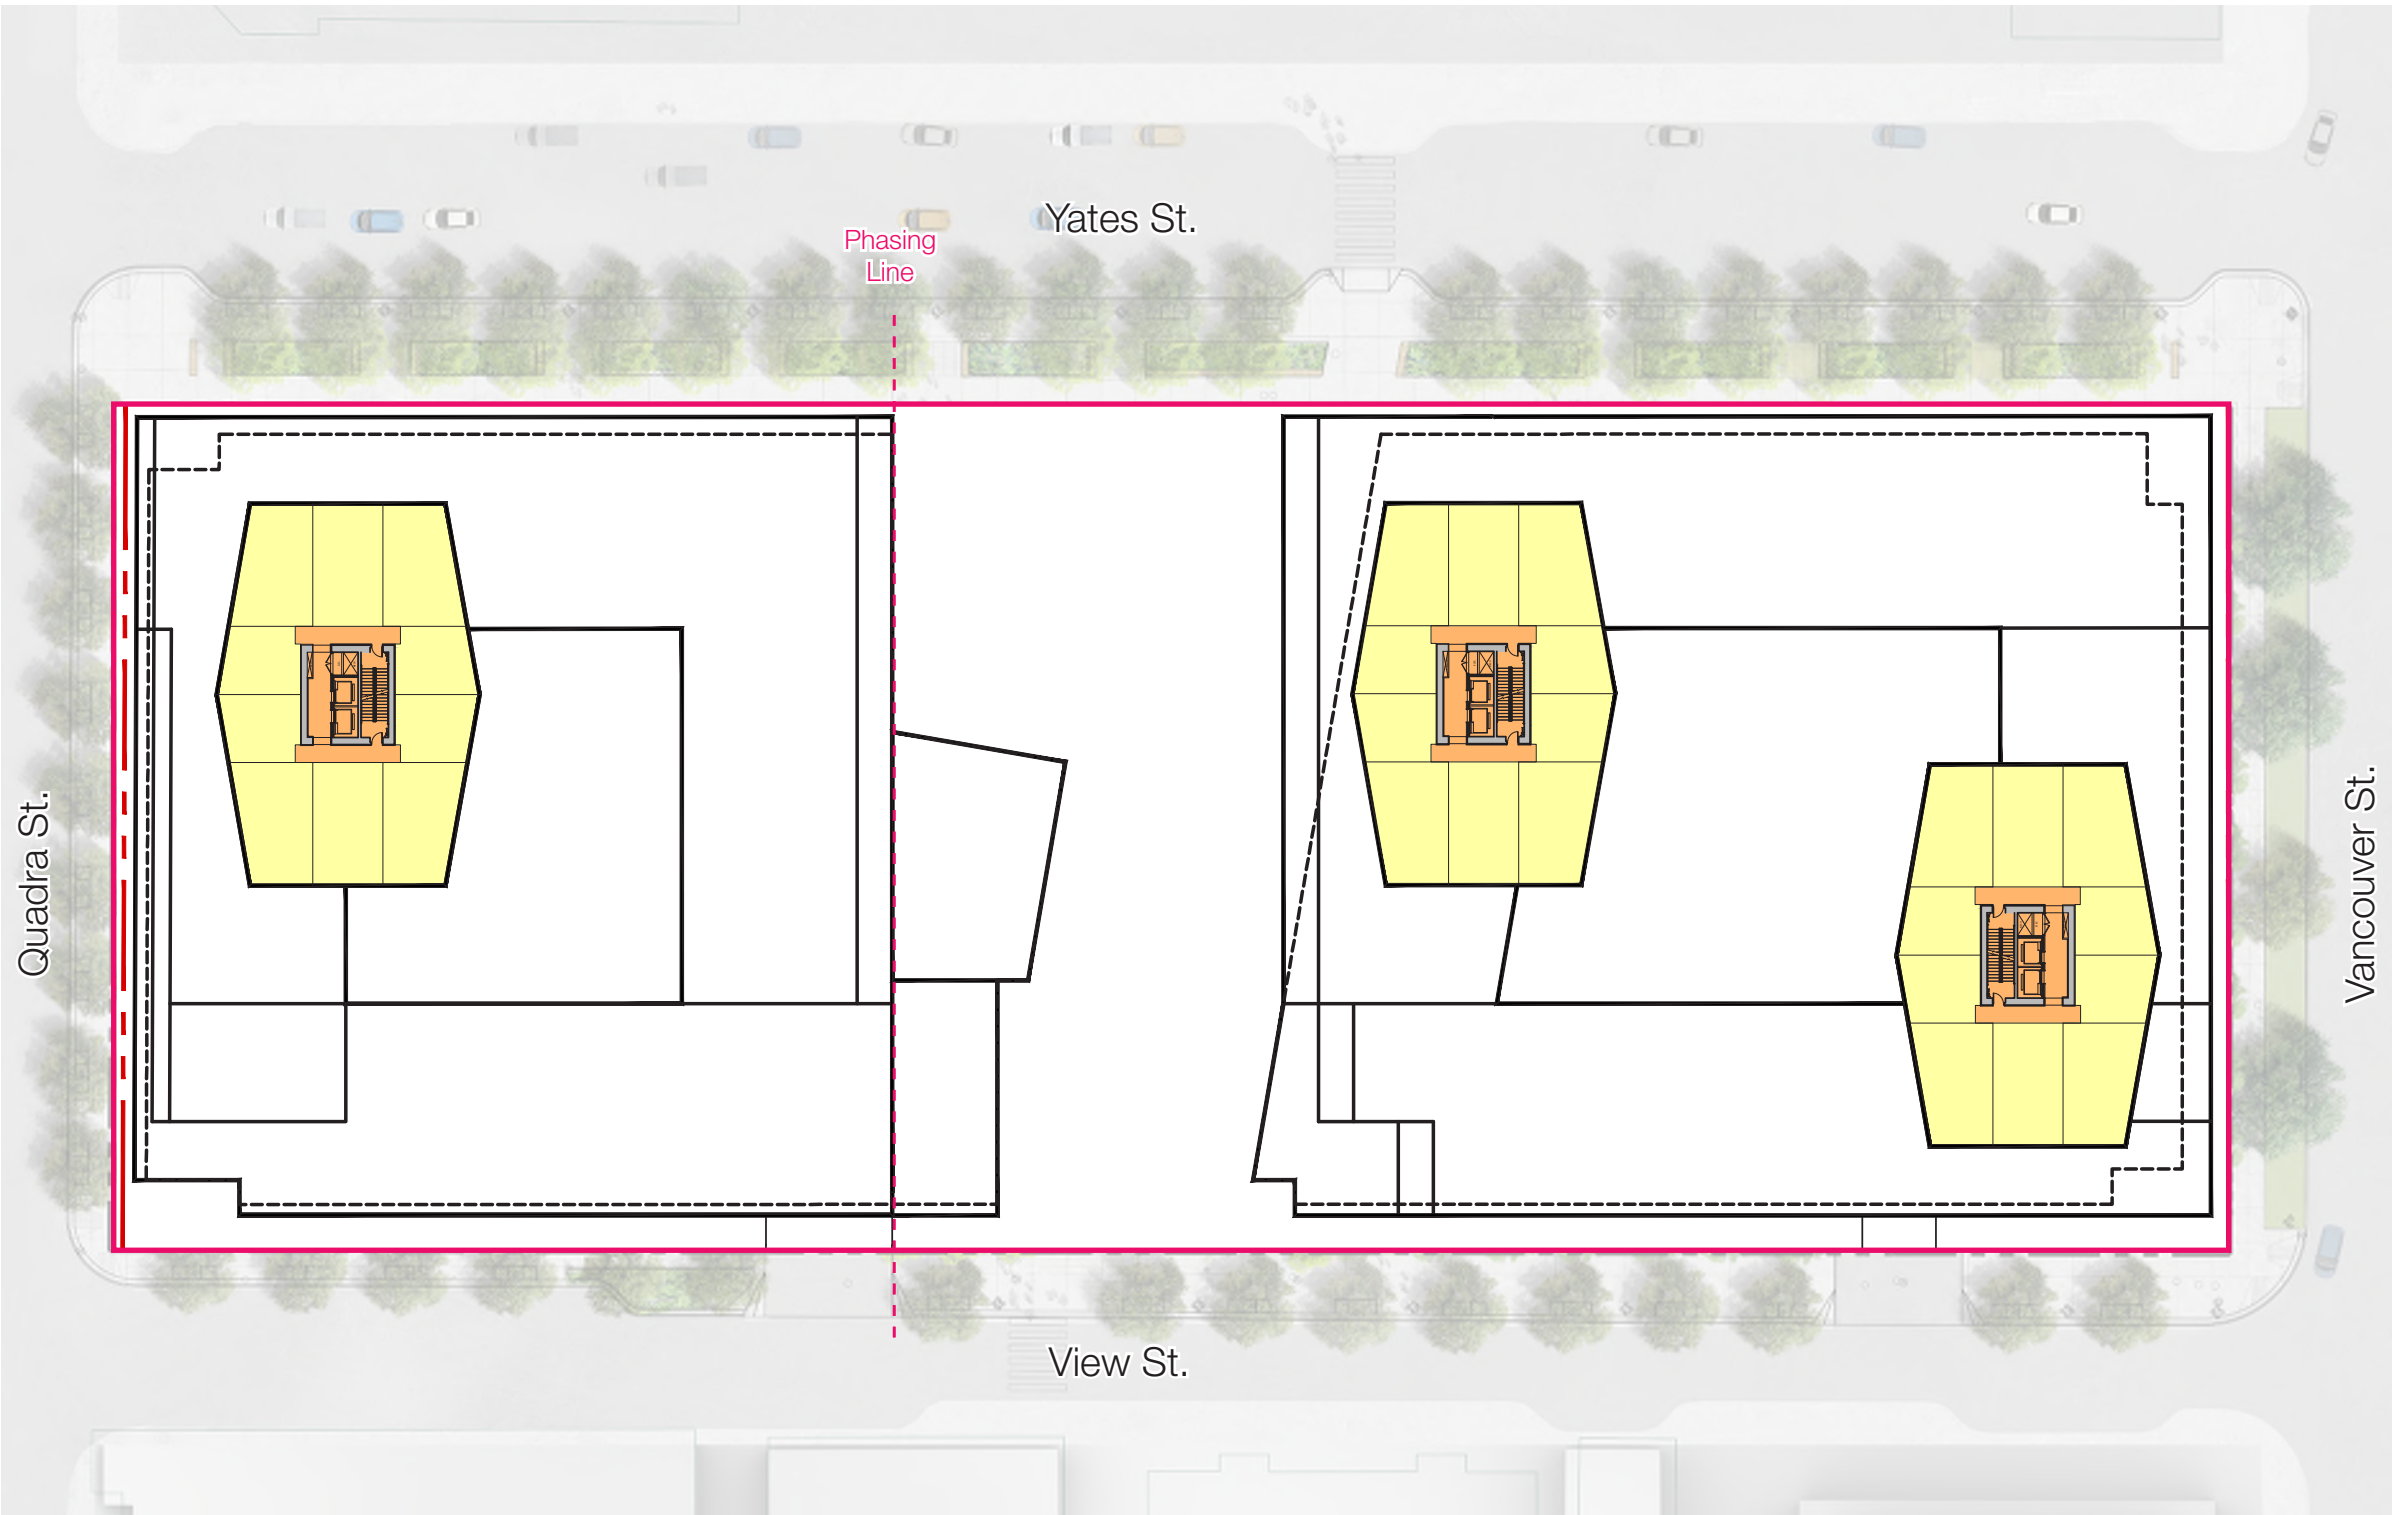 Yates St.
Phasing
Line
Quadra St.
Vancouver St.
View St.